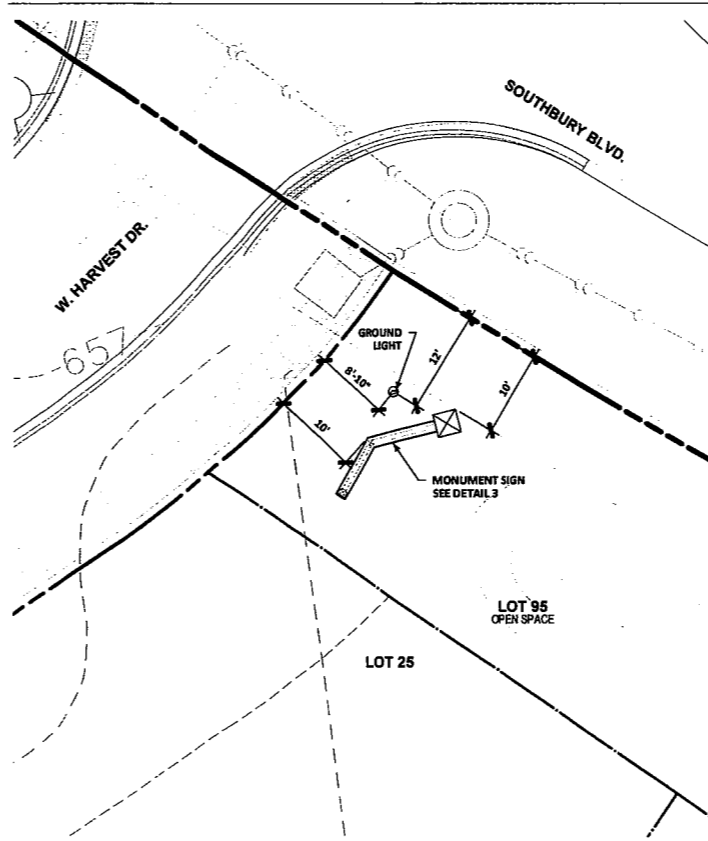 SOUTHBURY BLVD.
W. HARVEST DR.
657
GROUND
LIGHT
12'
8'-10"
10'
10'
MONUMENT SIGN
SEE DETAIL 3
LOT 95
OPEN SPACE
LOT 25